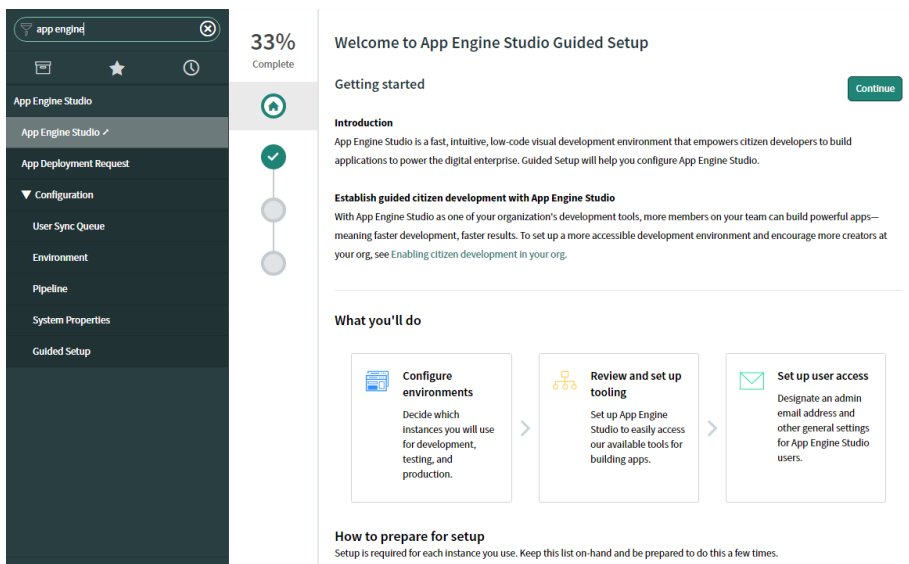 app engine
App Engine Studio
App Engine Studio
App Deployment Request
Configuration
User Sync Queue
Environment
Pipeline
System Properties
Guided Setup
33%
Complete
Welcome to App Engine Studio Guided Setup
Getting started
Continue
Introduction
App Engine Studio is a fast, intuitive, low-code visual development environment that empowers citizen developers to build
applications to power the digital enterprise. Guided Setup will help you configure App Engine Studio.
Establish guided citizen development with App Engine Studio
With App Engine Studio as one of your organization's development tools, more members on your team can build powerful apps—
meaning faster development, faster results. To set up a more accessible development environment and encourage more creators at
your org, see Enabling citizen development in your org.
What you'll do
Configure
environments
Decide which
instances you will use
for development,
testing, and
production.
Review and set up
tooling
Set up App Engine
Studio to easily access
our available tools for
building apps.
Set up user access
Designate an admin
email address and
other general settings
for App Engine Studio
users.
How to prepare for setup
Setup is required for each instance you use. Keep this list on-hand and be prepared to do this a few times.